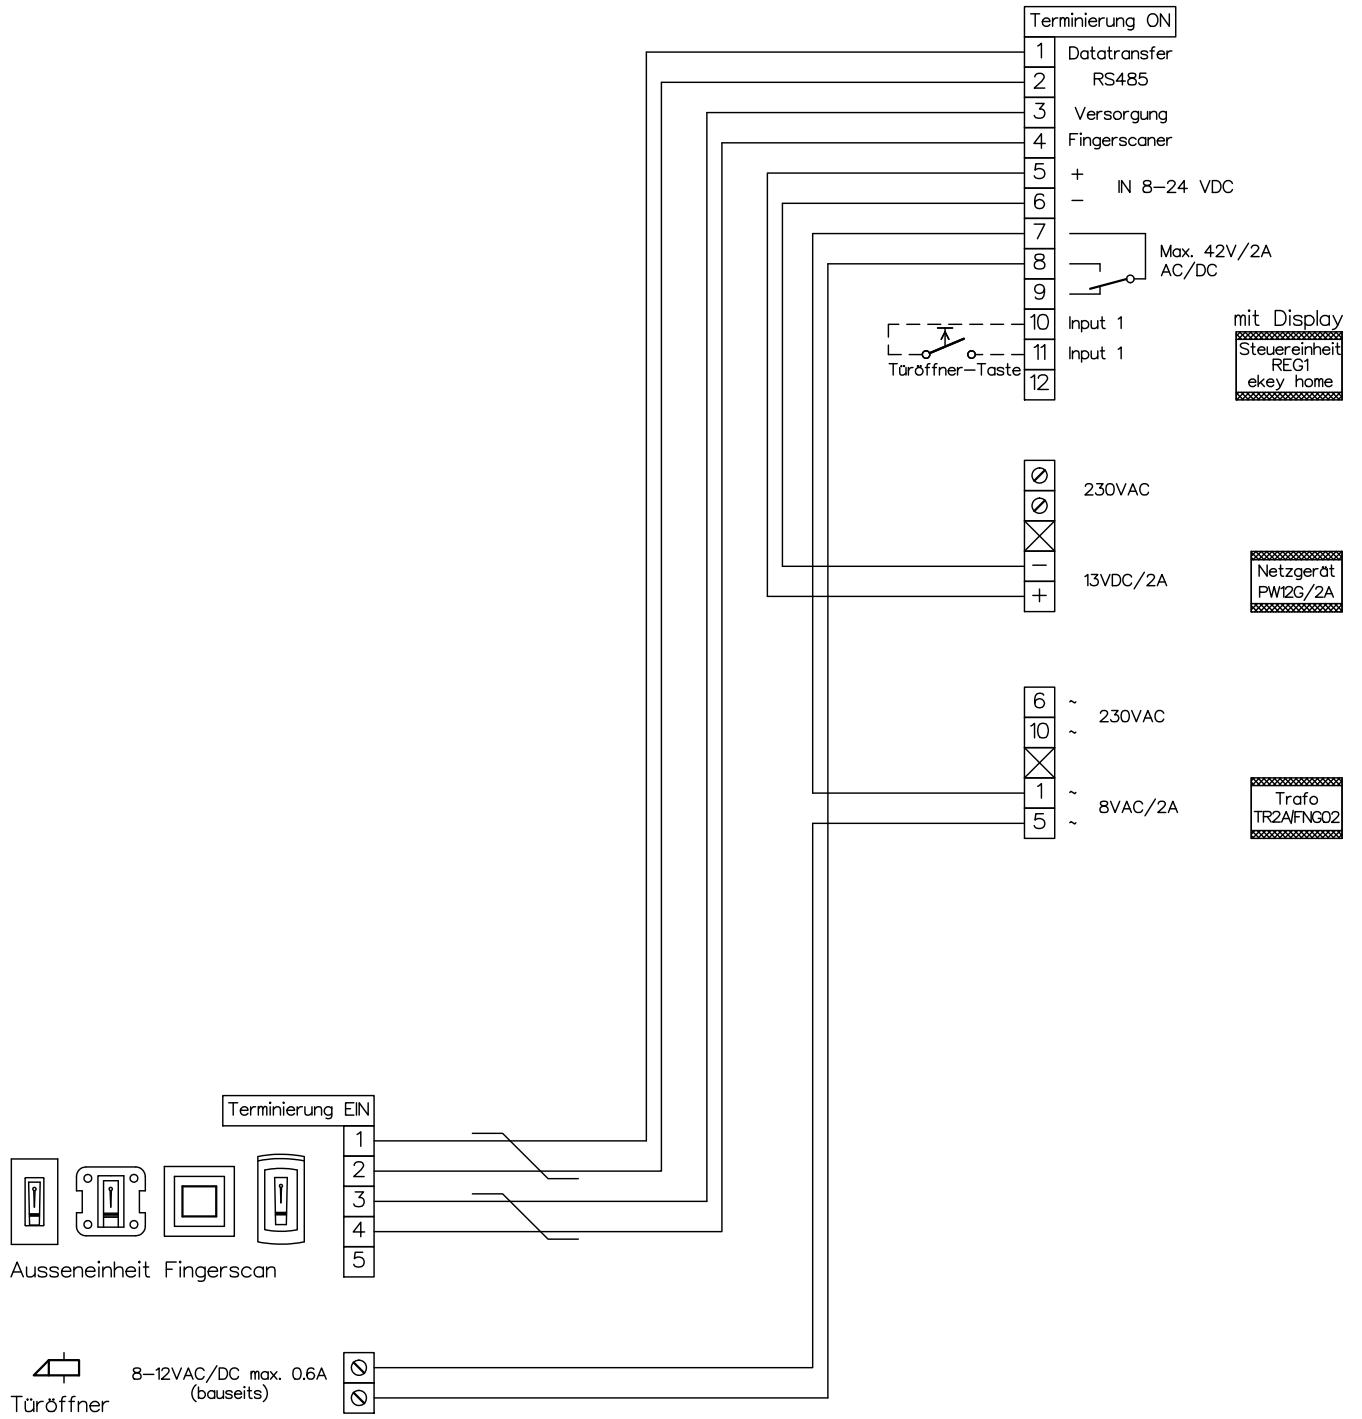 Terminierung ON
1 Datatransfer
2 RS485
3 Versorgung
4 Fingerscaner
5 +
IN 8-24 VDC
6 -
7
Max. 42V/2A
8 AC/DC
9
10 Input 1
mit Display
11 Input 1
Steuereinheit
REG1
ekey home
Türöffner-Taste
12
230VAC
-
13VDC/2A
+
Netzgerät
PW12G/2A
6 ~
230VAC
10 ~
1 ~
8VAC/2A
5 ~
Trafo
TR2A/FNG02
Terminierung EIN
1
2
3
4
5
Ausseneinheit Fingerscan
8-12VAC/DC max. 0.6A
(bauseits)
Türöffner